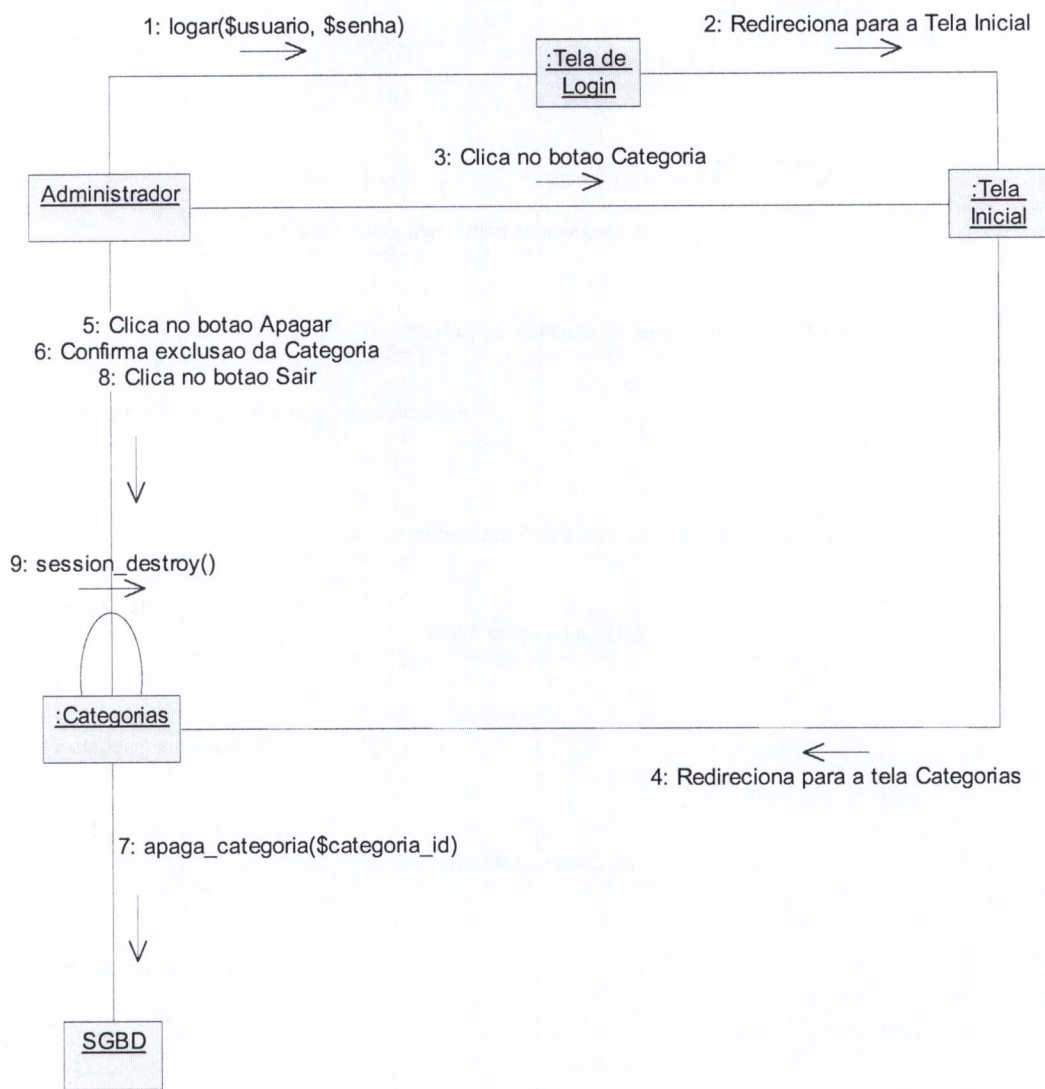 1: logar($usuario, $senha)
2: Redireciona para a Tela Inicial
:Tela de
Login
3: Clica no botao Categoria
Administrador
:Tela
Inicial
5: Clica no botao Apagar
6: Confirma exclusao da Categoria
8: Clica no botao Sair
9: session_destroy()
:Categorias
4: Redireciona para a tela Categorias
7: apaga_categoria($categoria_id)
SGBD